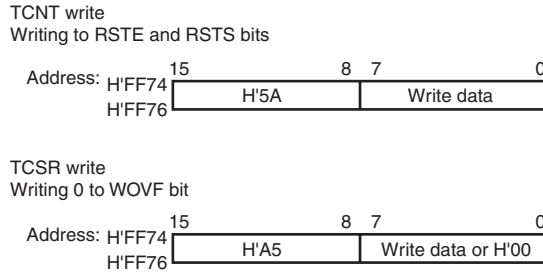 TCNT write
Writing to RSTE and RSTS bits
15 8 7 0
Address: H'FF74
H'5A Write data
H'FF76
TCSR write
Writing 0 to WOVF bit
15 8 7 0
Address: H'FF74
H'A5 Write data or H'00
H'FF76